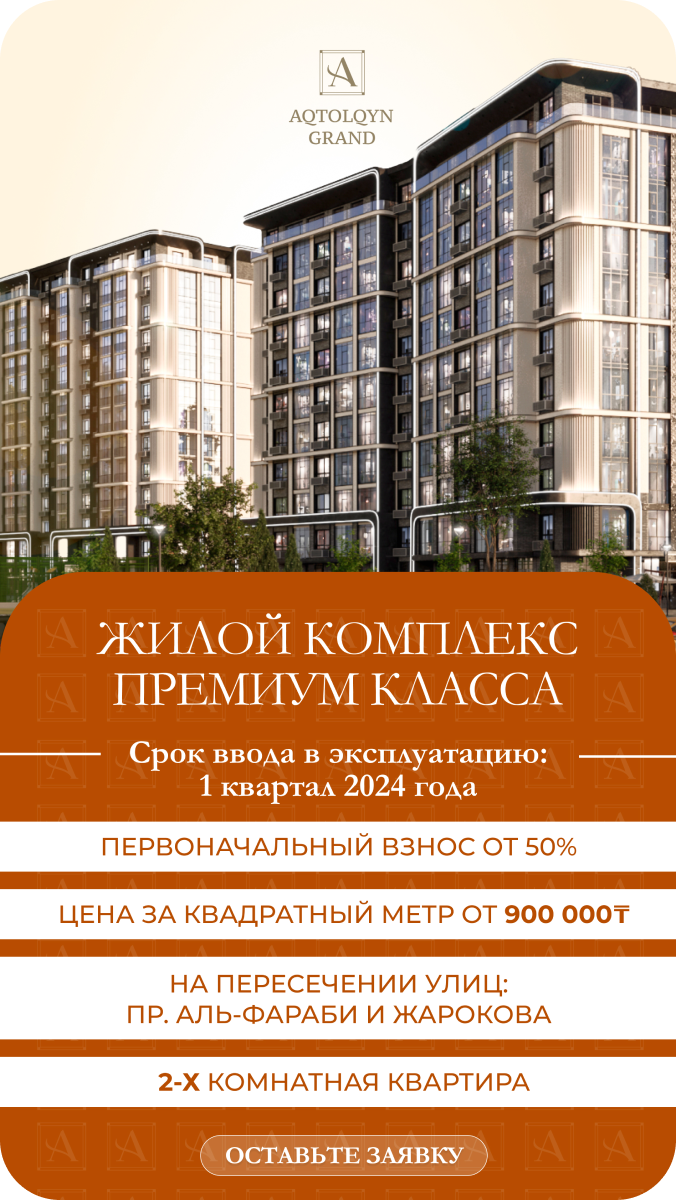 A
AQTOLQYN
GRAND
ЖИЛОЙ КОМПЛЕКС
ПРЕМИУМ КЛАССА
Срок ввода в эксплуатацию:
1 квартал 2024 года
ПЕРВОНАЧАЛЬНЫЙ ВЗНОС ОТ 50%
ЦЕНА ЗА КВАДРАТНЫЙ МЕТР ОТ 900 000₸
НА ПЕРЕСЕЧЕНИИ УЛИЦ:
ПР. АЛЬ-ФАРАБИ И ЖАРОКОВА
2-Х КОМНАТНАЯ КВАРТИРА
ОСТАВЬТЕ ЗАЯВКУ